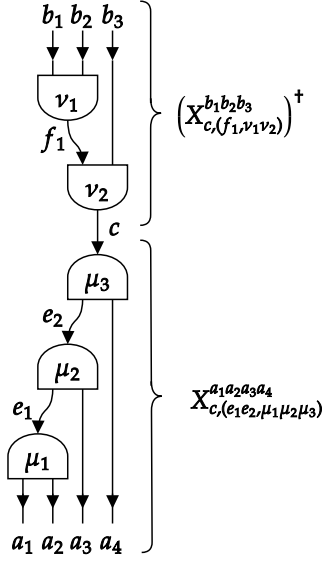 b₁ b₂ b₃
ν₁
(X^{b₁b₂b₃}_{c,(f₁,ν₁ν₂)})^†
f₁
ν₂
c
μ₃
e₂
μ₂
X^{a₁a₂a₃a₄}_{c,(e₁e₂,μ₁μ₂μ₃)}
e₁
μ₁
a₁ a₂ a₃ a₄